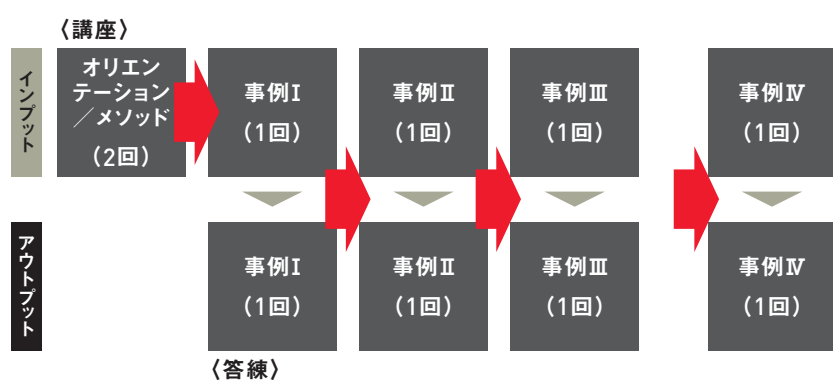 〈講座〉
インプット
オリエン
テーション
／メソッド
（2回）
事例Ⅰ
（1回）
事例Ⅱ
（1回）
事例Ⅲ
（1回）
事例Ⅳ
（1回）
アウトプット
事例Ⅰ
（1回）
事例Ⅱ
（1回）
事例Ⅲ
（1回）
事例Ⅳ
（1回）
〈答練〉